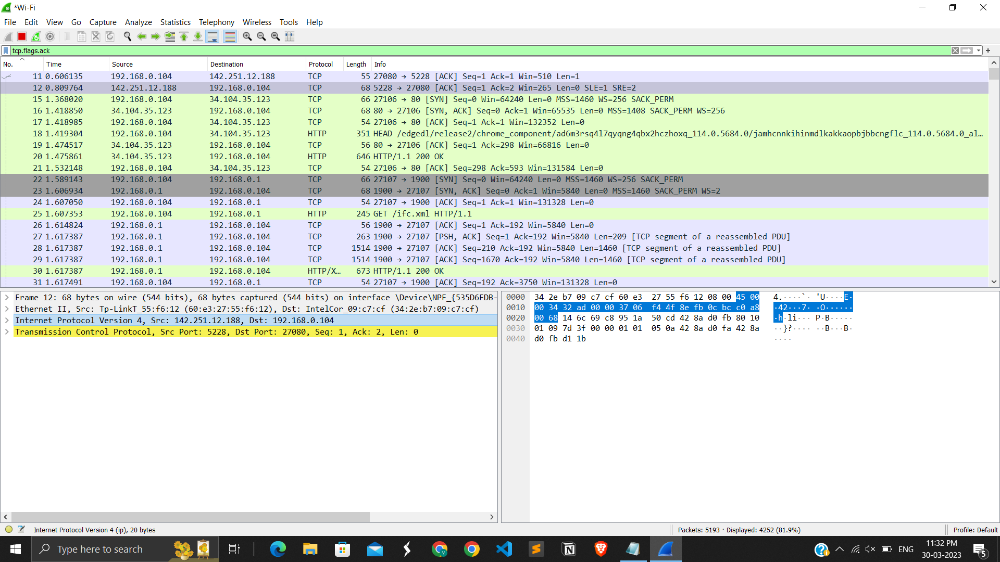 *Wi-Fi
File Edit View Go Capture Analyze Statistics Telephony Wireless Tools Help
tcp.flags.ack
No. Time Source Destination Protocol Length Info
11 0.606135 192.168.0.104 142.251.12.188 TCP 55 27080 → 5228 [ACK] Seq=1 Ack=1 Win=510 Len=1
12 0.809764 142.251.12.188 192.168.0.104 TCP 68 5228 → 27080 [ACK] Seq=1 Ack=2 Win=265 Len=0 SLE=1 SRE=2
15 1.368020 192.168.0.104 34.104.35.123 TCP 66 27106 → 80 [SYN] Seq=0 Win=64240 Len=0 MSS=1460 WS=256 SACK_PERM
16 1.418850 34.104.35.123 192.168.0.104 TCP 68 80 → 27106 [SYN, ACK] Seq=0 Ack=1 Win=65535 Len=0 MSS=1408 SACK_PERM WS=256
17 1.418985 192.168.0.104 34.104.35.123 TCP 54 27106 → 80 [ACK] Seq=1 Ack=1 Win=132352 Len=0
18 1.419304 192.168.0.104 34.104.35.123 HTTP 351 HEAD /edgedl/release2/chrome_component/ad6m3rsq4l7qyqng4qbx2hczhoxq_114.0.5684.0/jamhcnnkihinmdlkakkaopbjbbcngflc_114.0.5684.0_al…
19 1.474517 34.104.35.123 192.168.0.104 TCP 56 80 → 27106 [ACK] Seq=1 Ack=298 Win=66816 Len=0
20 1.475861 34.104.35.123 192.168.0.104 HTTP 646 HTTP/1.1 200 OK
21 1.532148 192.168.0.104 34.104.35.123 TCP 54 27106 → 80 [ACK] Seq=298 Ack=593 Win=131584 Len=0
22 1.589143 192.168.0.104 192.168.0.1 TCP 66 27107 → 1900 [SYN] Seq=0 Win=64240 Len=0 MSS=1460 WS=256 SACK_PERM
23 1.606934 192.168.0.1 192.168.0.104 TCP 68 1900 → 27107 [SYN, ACK] Seq=0 Ack=1 Win=5840 Len=0 MSS=1460 SACK_PERM WS=2
24 1.607050 192.168.0.104 192.168.0.1 TCP 54 27107 → 1900 [ACK] Seq=1 Ack=1 Win=131328 Len=0
25 1.607353 192.168.0.104 192.168.0.1 HTTP 245 GET /ifc.xml HTTP/1.1
26 1.614824 192.168.0.1 192.168.0.104 TCP 56 1900 → 27107 [ACK] Seq=1 Ack=192 Win=5840 Len=0
27 1.617387 192.168.0.1 192.168.0.104 TCP 263 1900 → 27107 [PSH, ACK] Seq=1 Ack=192 Win=5840 Len=209 [TCP segment of a reassembled PDU]
28 1.617387 192.168.0.1 192.168.0.104 TCP 1514 1900 → 27107 [ACK] Seq=210 Ack=192 Win=5840 Len=1460 [TCP segment of a reassembled PDU]
29 1.617387 192.168.0.1 192.168.0.104 TCP 1514 1900 → 27107 [ACK] Seq=1670 Ack=192 Win=5840 Len=1460 [TCP segment of a reassembled PDU]
30 1.617387 192.168.0.1 192.168.0.104 HTTP/X… 673 HTTP/1.1 200 OK
31 1.617491 192.168.0.104 192.168.0.1 TCP 54 27107 → 1900 [ACK] Seq=192 Ack=3750 Win=131328 Len=0
Frame 12: 68 bytes on wire (544 bits), 68 bytes captured (544 bits) on interface \Device\NPF_{535D6FDB-
Ethernet II, Src: Tp-LinkT_55:f6:12 (60:e3:27:55:f6:12), Dst: IntelCor_09:c7:cf (34:2e:b7:09:c7:cf)
Internet Protocol Version 4, Src: 142.251.12.188, Dst: 192.168.0.104
Transmission Control Protocol, Src Port: 5228, Dst Port: 27080, Seq: 1, Ack: 2, Len: 0
0000 34 2e b7 09 c7 cf 60 e3 27 55 f6 12 08 00 45 00 4.····`· 'U····E·
0010 00 34 32 ad 00 00 37 06 f4 4f 8e fb 0c bc c0 a8 ·42···7· ·O······
0020 00 68 14 6c 69 c8 95 1a 50 cd 42 8a d0 fb 80 10 ·h·li··· P·B·····
0030 01 09 7d 3f 00 00 01 01 05 0a 42 8a d0 fa 42 8a ··}?···· ··B···B·
0040 d0 fb d1 1b ····
Internet Protocol Version 4 (ip), 20 bytes
Packets: 5193 · Displayed: 4252 (81.9%)
Profile: Default
Type here to search
ENG
11:32 PM
30-03-2023
5